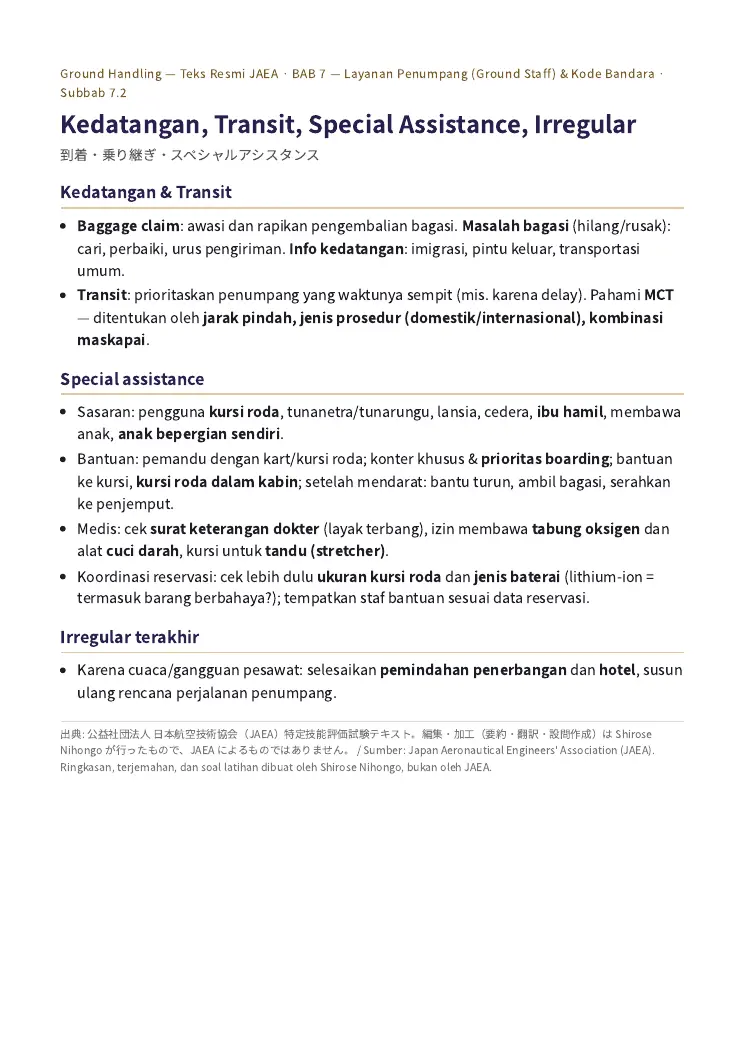 Ground Handling — Teks Resmi JAEA · BAB 7 — Layanan Penumpang (Ground Staff) & Kode Bandara ·
Subbab 7.2
Kedatangan, Transit, Special Assistance, Irregular
到着・乗り継ぎ・スペシャルアシスタンス
Kedatangan & Transit
• Baggage claim: awasi dan rapikan pengembalian bagasi. Masalah bagasi (hilang/rusak):
cari, perbaiki, urus pengiriman. Info kedatangan: imigrasi, pintu keluar, transportasi
umum.
• Transit: prioritaskan penumpang yang waktunya sempit (mis. karena delay). Pahami MCT
— ditentukan oleh jarak pindah, jenis prosedur (domestik/internasional), kombinasi
maskapai.
Special assistance
• Sasaran: pengguna kursi roda, tunanetra/tunarungu, lansia, cedera, ibu hamil, membawa
anak, anak bepergian sendiri.
• Bantuan: pemandu dengan kart/kursi roda; konter khusus & prioritas boarding; bantuan
ke kursi, kursi roda dalam kabin; setelah mendarat: bantu turun, ambil bagasi, serahkan
ke penjemput.
• Medis: cek surat keterangan dokter (layak terbang), izin membawa tabung oksigen dan
alat cuci darah, kursi untuk tandu (stretcher).
• Koordinasi reservasi: cek lebih dulu ukuran kursi roda dan jenis baterai (lithium-ion =
termasuk barang berbahaya?); tempatkan staf bantuan sesuai data reservasi.
Irregular terakhir
• Karena cuaca/gangguan pesawat: selesaikan pemindahan penerbangan dan hotel, susun
ulang rencana perjalanan penumpang.
出典: 公益社団法人 日本航空技術協会（JAEA）特定技能評価試験テキスト。編集・加工（要約・翻訳・設問作成）は Shirose
Nihongo が行ったもので、JAEA によるものではありません。 / Sumber: Japan Aeronautical Engineers' Association (JAEA).
Ringkasan, terjemahan, dan soal latihan dibuat oleh Shirose Nihongo, bukan oleh JAEA.